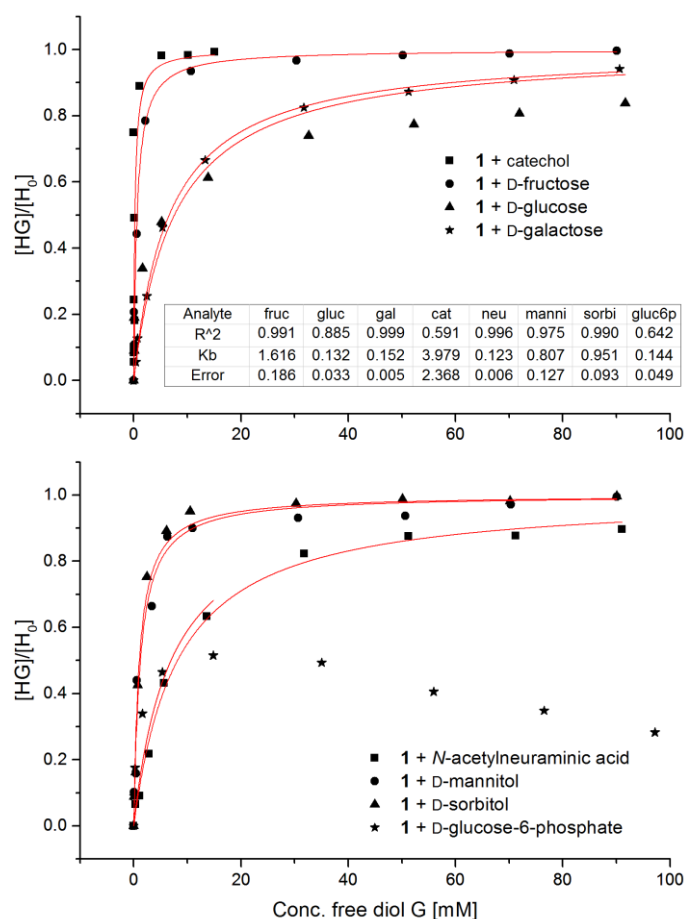 [HG]/[H₀]
1.0
0.8
0.6
0.4
0.2
0.0
1 + catechol
1 + D-fructose
1 + D-glucose
1 + D-galactose
Analyte fruc gluc gal cat neu manni sorbi gluc6p
R^2 0.991 0.885 0.999 0.591 0.996 0.975 0.990 0.642
Kb 1.616 0.132 0.152 3.979 0.123 0.807 0.951 0.144
Error 0.186 0.033 0.005 2.368 0.006 0.127 0.093 0.049
0 20 40 60 80 100
[HG]/[H₀]
1.0
0.8
0.6
0.4
0.2
0.0
1 + N-acetylneuraminic acid
1 + D-mannitol
1 + D-sorbitol
1 + D-glucose-6-phosphate
0 20 40 60 80 100
Conc. free diol G [mM]